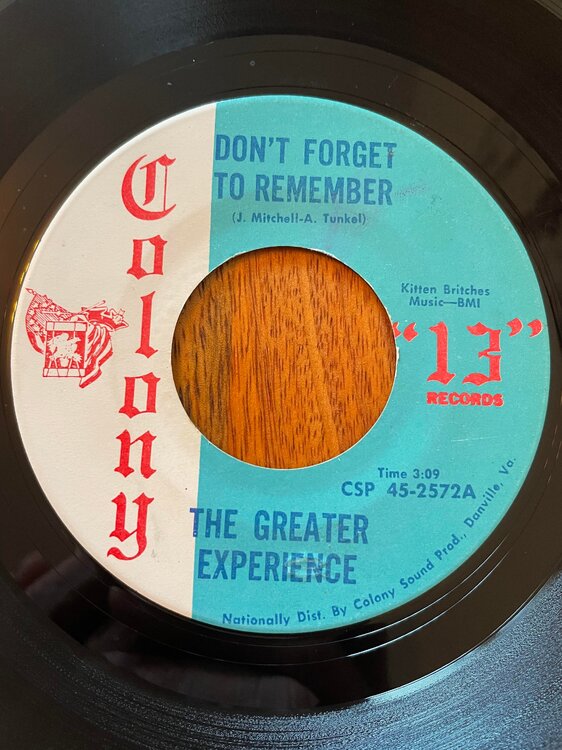 Colony
DON'T FORGET
TO REMEMBER
(J. Mitchell-A. Tunkel)
Kitten Britches
Music—BMI
"13"
RECORDS
Time 3:09
CSP 45-2572A
THE GREATER
EXPERIENCE
Nationally Dist. By Colony Sound Prod., Danville, Va.